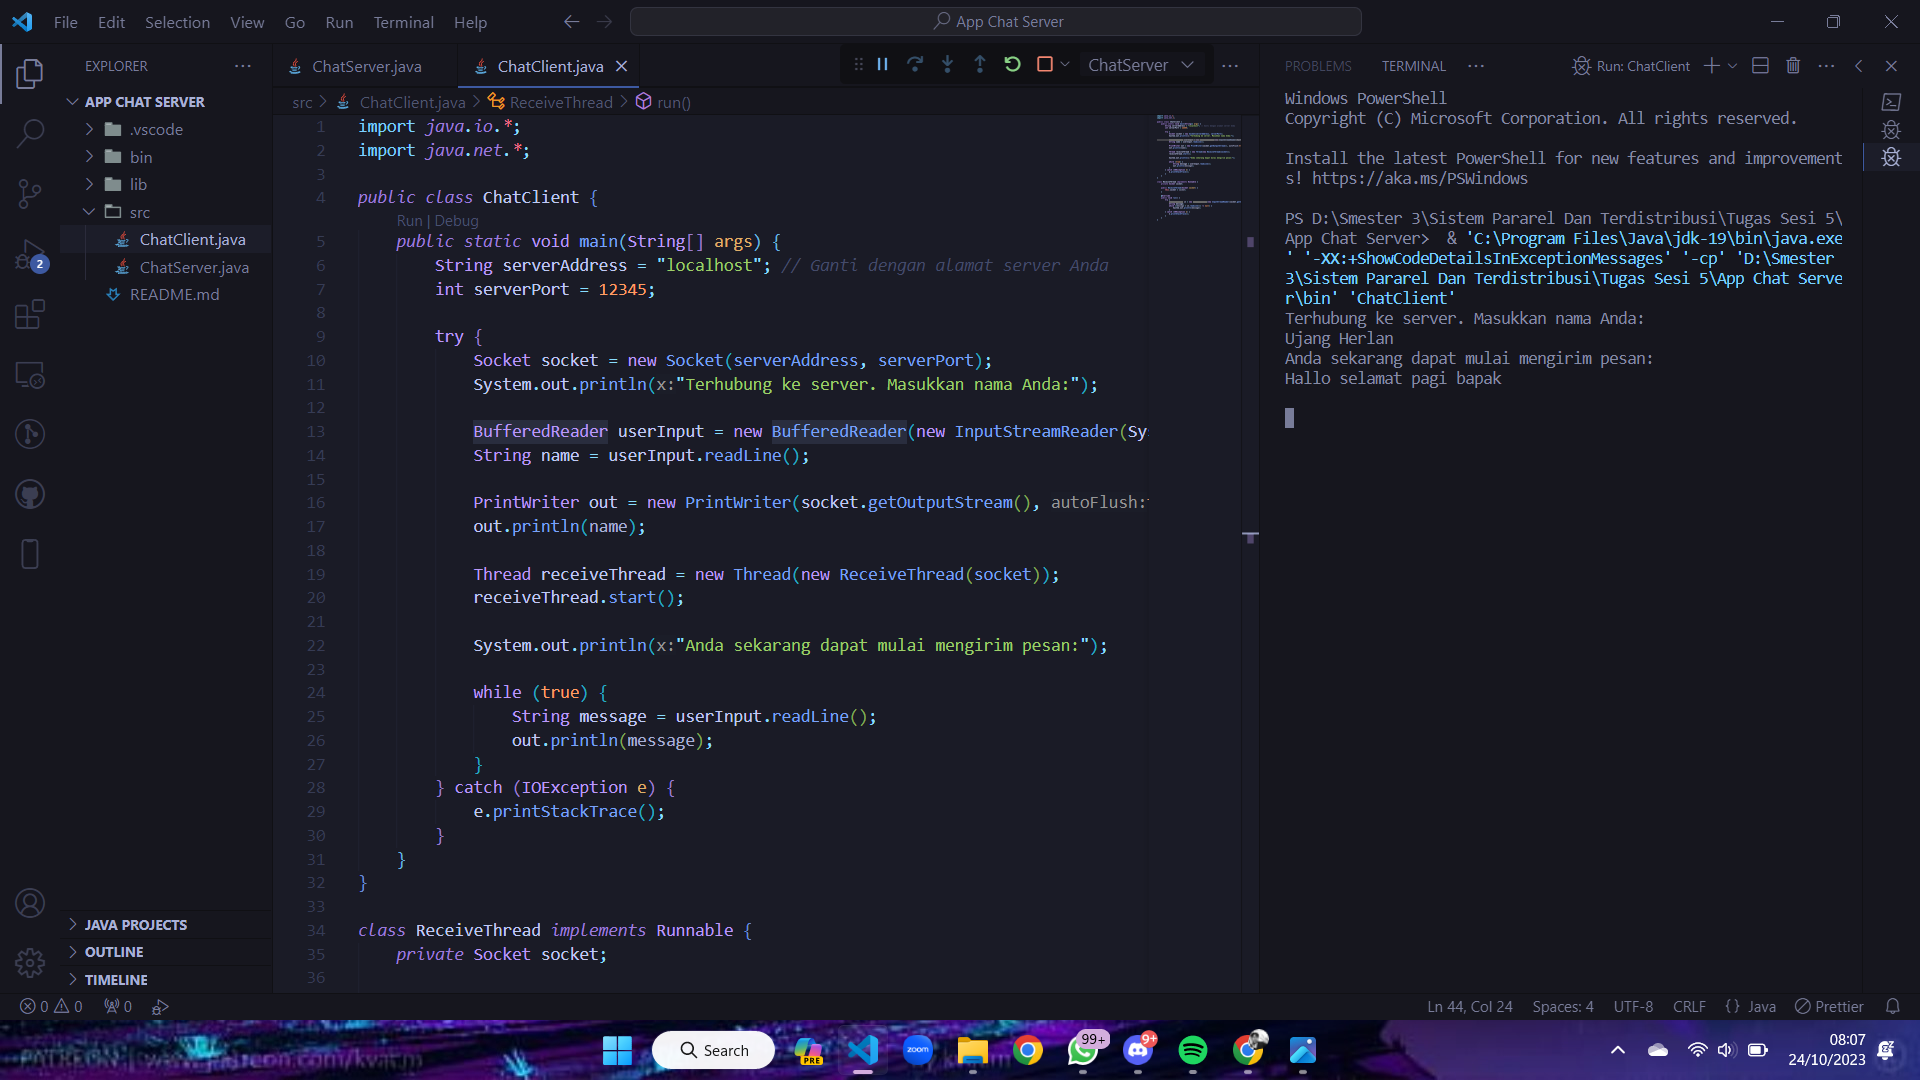 File Edit Selection View Go Run Terminal Help
App Chat Server
EXPLORER
APP CHAT SERVER
.vscode
bin
lib
src
ChatClient.java
ChatServer.java
README.md
2
JAVA PROJECTS
OUTLINE
TIMELINE
ChatServer.java
ChatClient.java
ChatServer
src > ChatClient.java > ReceiveThread > run()
1 import java.io.*;
2 import java.net.*;
3
4 public class ChatClient {
Run | Debug
5 public static void main(String[] args) {
6 String serverAddress = "localhost"; // Ganti dengan alamat server Anda
7 int serverPort = 12345;
8
9 try {
10 Socket socket = new Socket(serverAddress, serverPort);
11 System.out.println(x:"Terhubung ke server. Masukkan nama Anda:");
12
13 BufferedReader userInput = new BufferedReader(new InputStreamReader(Sy
14 String name = userInput.readLine();
15
16 PrintWriter out = new PrintWriter(socket.getOutputStream(), autoFlush:
17 out.println(name);
18
19 Thread receiveThread = new Thread(new ReceiveThread(socket));
20 receiveThread.start();
21
22 System.out.println(x:"Anda sekarang dapat mulai mengirim pesan:");
23
24 while (true) {
25 String message = userInput.readLine();
26 out.println(message);
27 }
28 } catch (IOException e) {
29 e.printStackTrace();
30 }
31 }
32 }
33
34 class ReceiveThread implements Runnable {
35 private Socket socket;
36
PROBLEMS TERMINAL
Run: ChatClient
Windows PowerShell
Copyright (C) Microsoft Corporation. All rights reserved.
Install the latest PowerShell for new features and improvement
s! https://aka.ms/PSWindows
PS D:\Smester 3\Sistem Pararel Dan Terdistribusi\Tugas Sesi 5\
App Chat Server> & 'C:\Program Files\Java\jdk-19\bin\java.exe
' '-XX:+ShowCodeDetailsInExceptionMessages' '-cp' 'D:\Smester
3\Sistem Pararel Dan Terdistribusi\Tugas Sesi 5\App Chat Serve
r\bin' 'ChatClient'
Terhubung ke server. Masukkan nama Anda:
Ujang Herlan
Anda sekarang dapat mulai mengirim pesan:
Hallo selamat pagi bapak
0 0 0
Ln 44, Col 24 Spaces: 4 UTF-8 CRLF {} Java Prettier
Search
PRE
zoom
99+
9+
08:07
24/10/2023